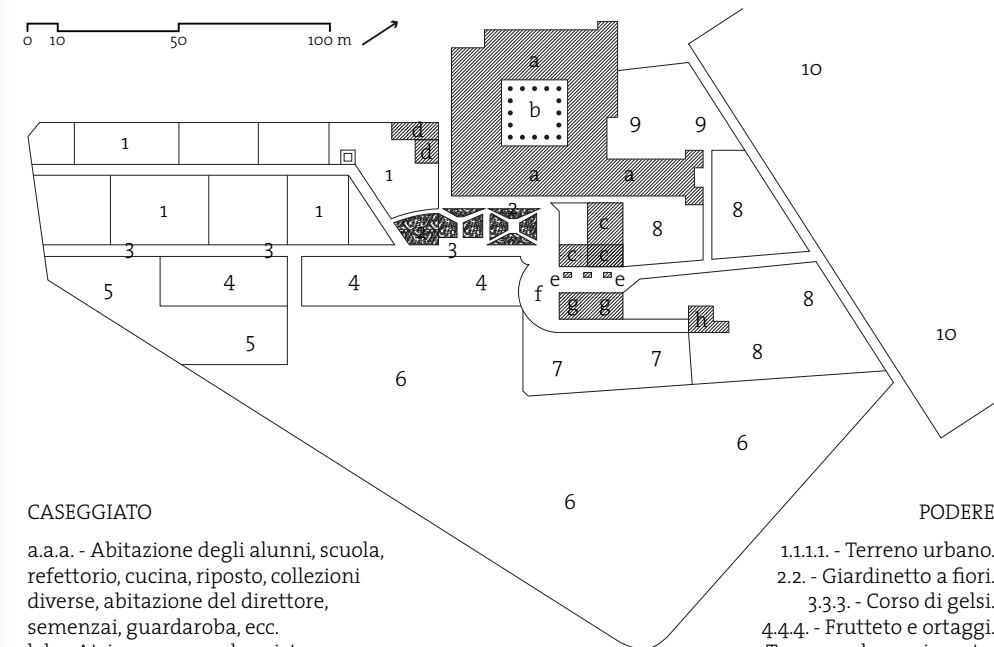 0 10 50 100 m
10
a
b
9 9
d
1
d
1
a a
8
1 1
2
c
8
2
3 3 3
c c
e e
5 4 4 4
f
8
g g
h
10
5
8
7
7
6
6
6
CASEGGIATO
a.a.a. - Abitazione degli alunni, scuola,
refettorio, cucina, riposto, collezioni
diverse, abitazione del direttore,
semenzai, guardaroba, ecc.
PODERE
1.1.1.1. - Terreno urbano.
2.2. - Giardinetto a fiori.
3.3.3. - Corso di gelsi.
4.4.4. - Frutteto e ortaggi.